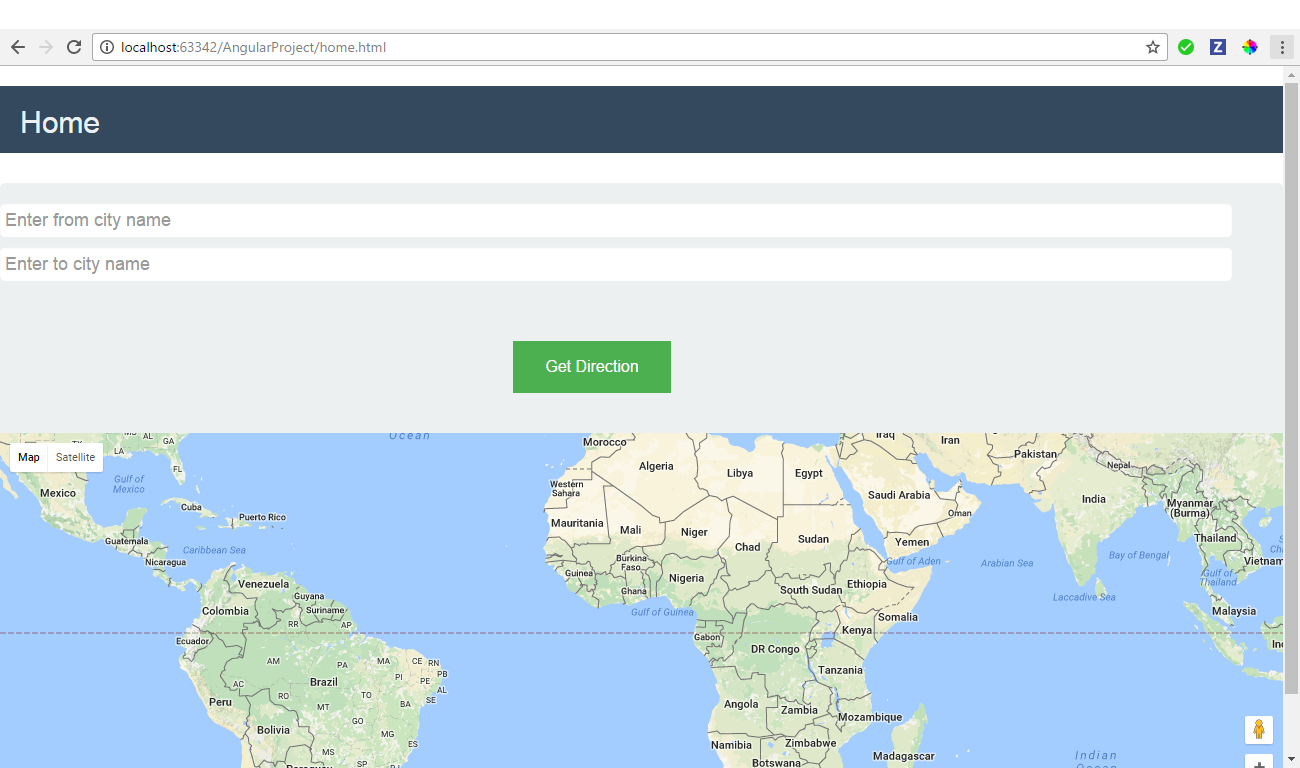 localhost:63342/AngularProject/home.html
Z
Home
Enter from city name
Enter to city name
Get Direction
Map
Satellite
Ocean
AL
GA
LA
FL
Gulf of
Mexico
Mexico
Cuba
Puerto Rico
Guatemala
Caribbean Sea
Nicaragua
Venezuela
Guyana
Colombia
Suriname
RR
AP
Ecuador
AM
PA
MA
CE
RN
PB
PI
PE
AL
SE
AC
RO
TO
Brazil
BA
MT
Peru
GO
Bolivia
MG
ES
MS
SP
Paraguay
Morocco
Algeria
Libya
Egypt
Western
Sahara
Mauritania
Mali
Niger
Chad
Sudan
Burkina
Faso
Guinea
Ghana
Nigeria
Gulf of Guinea
South Sudan
Ethiopia
Somalia
Gabon
DR Congo
Kenya
Tanzania
Angola
Zambia
Mozambique
Namibia
Zimbabwe
Botswana
Madagascar
Iraq
Iran
Pakistan
Nepal
Saudi Arabia
Oman
Yemen
Gulf of Aden
Arabian Sea
India
Bay of Bengal
Laccadive Sea
Myanmar
(Burma)
Thailand
Gulf of
Thailand
Vietnam
Malaysia
Indian
Ocean